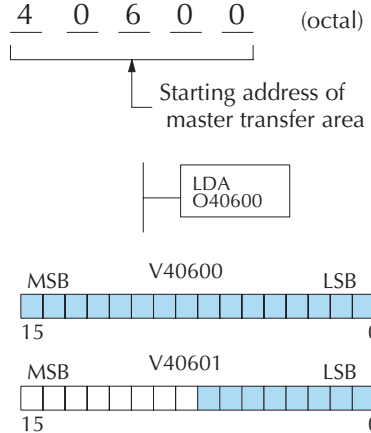 4 0 6 0 0 (octal)
Starting address of
master transfer area
LDA
O40600
MSB V40600 LSB
15
MSB V40601 LSB
15